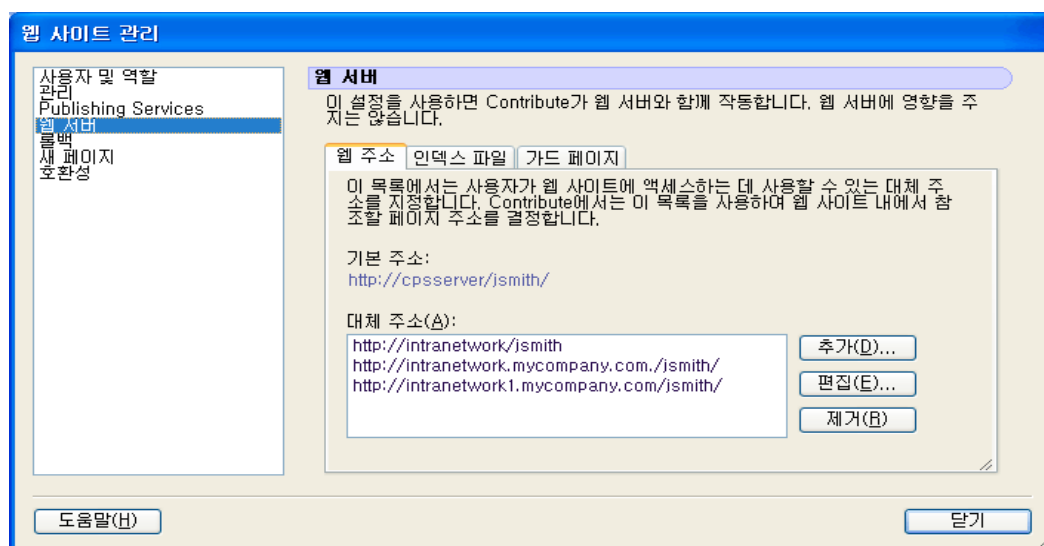 웹 사이트 관리
사용자 및 역할
관리
Publishing Services
웹 서버
롤백
새 페이지
호환성
웹 서버
이 설정을 사용하면 Contribute가 웹 서버와 함께 작동합니다. 웹 서버에 영향을 주
지는 않습니다.
웹 주소 인덱스 파일 가드 페이지
이 목록에서는 사용자가 웹 사이트에 액세스하는 데 사용할 수 있는 대체 주
소를 지정합니다. Contribute에서는 이 목록을 사용하여 웹 사이트 내에서 참
조할 페이지 주소를 결정합니다.
기본 주소:
http://cpsserver/jsmith/
대체 주소(A):
http://intranetwork/jsmith
http://intranetwork.mycompany.com./jsmith/
http://intranetwork1.mycompany.com/jsmith/
추가(D)...
편집(E)...
제거(R)
도움말(H)
닫기